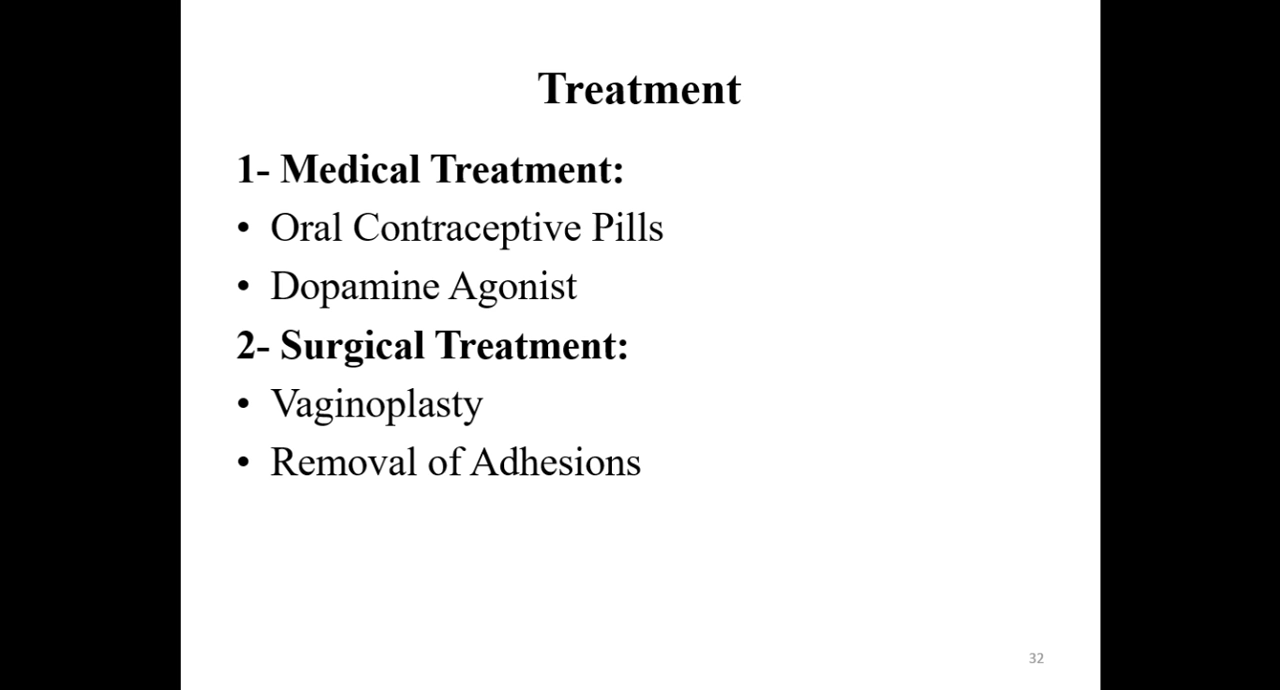 Treatment
1- Medical Treatment:
• Oral Contraceptive Pills
• Dopamine Agonist
2- Surgical Treatment:
• Vaginoplasty
• Removal of Adhesions
32